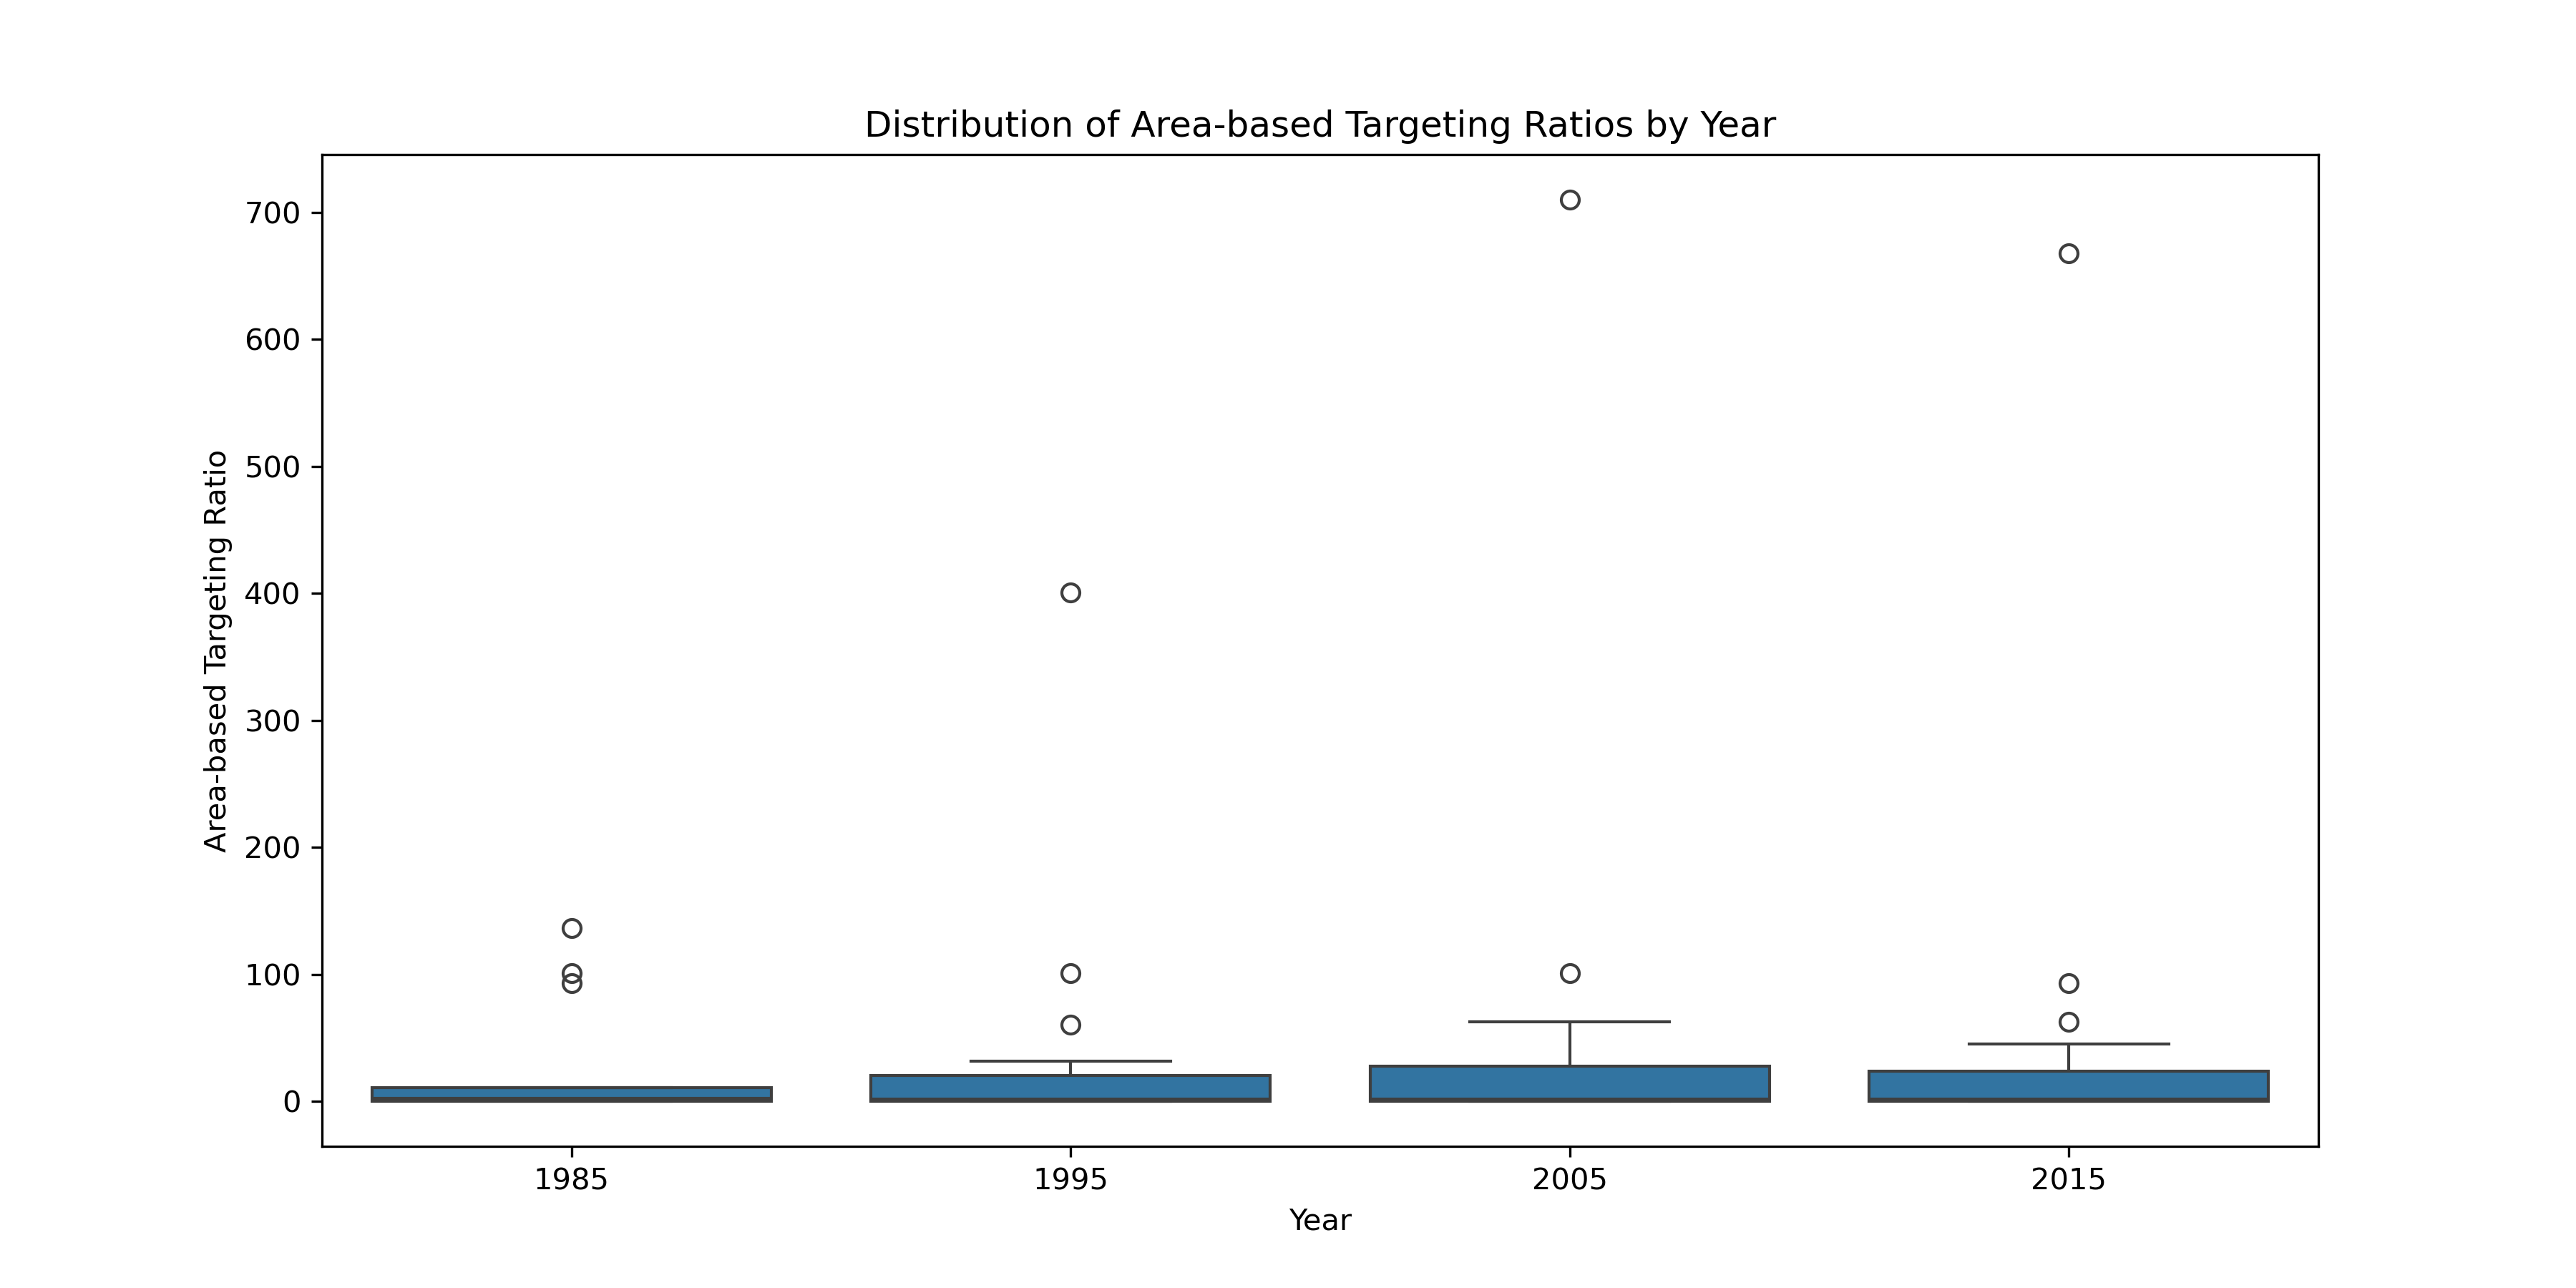 Distribution of Area-based Targeting Ratios by Year
Area-based Targeting Ratio
700
600
500
400
300
200
100
0
1985 1995 2005 2015
Year